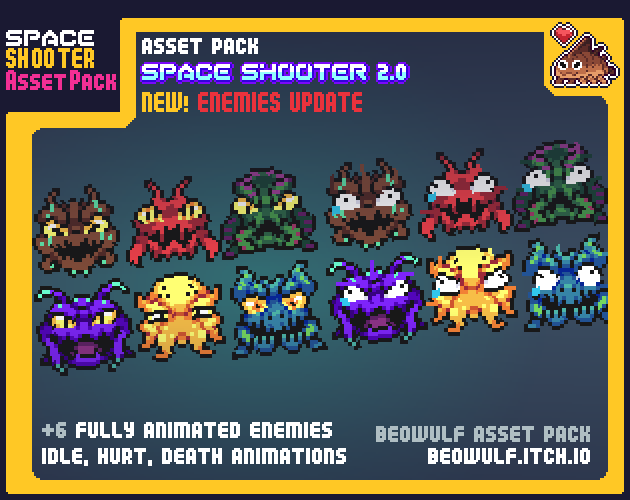 SPACE
SHOOTER
ASSET PACK
ASSET PACK
SPACE SHOOTER 2.0
NEW! ENEMIES UPDATE
+6 FULLY ANIMATED ENEMIES
IDLE, HURT, DEATH ANIMATIONS
BEOWULF ASSET PACK
BEOWULF.ITCH.IO